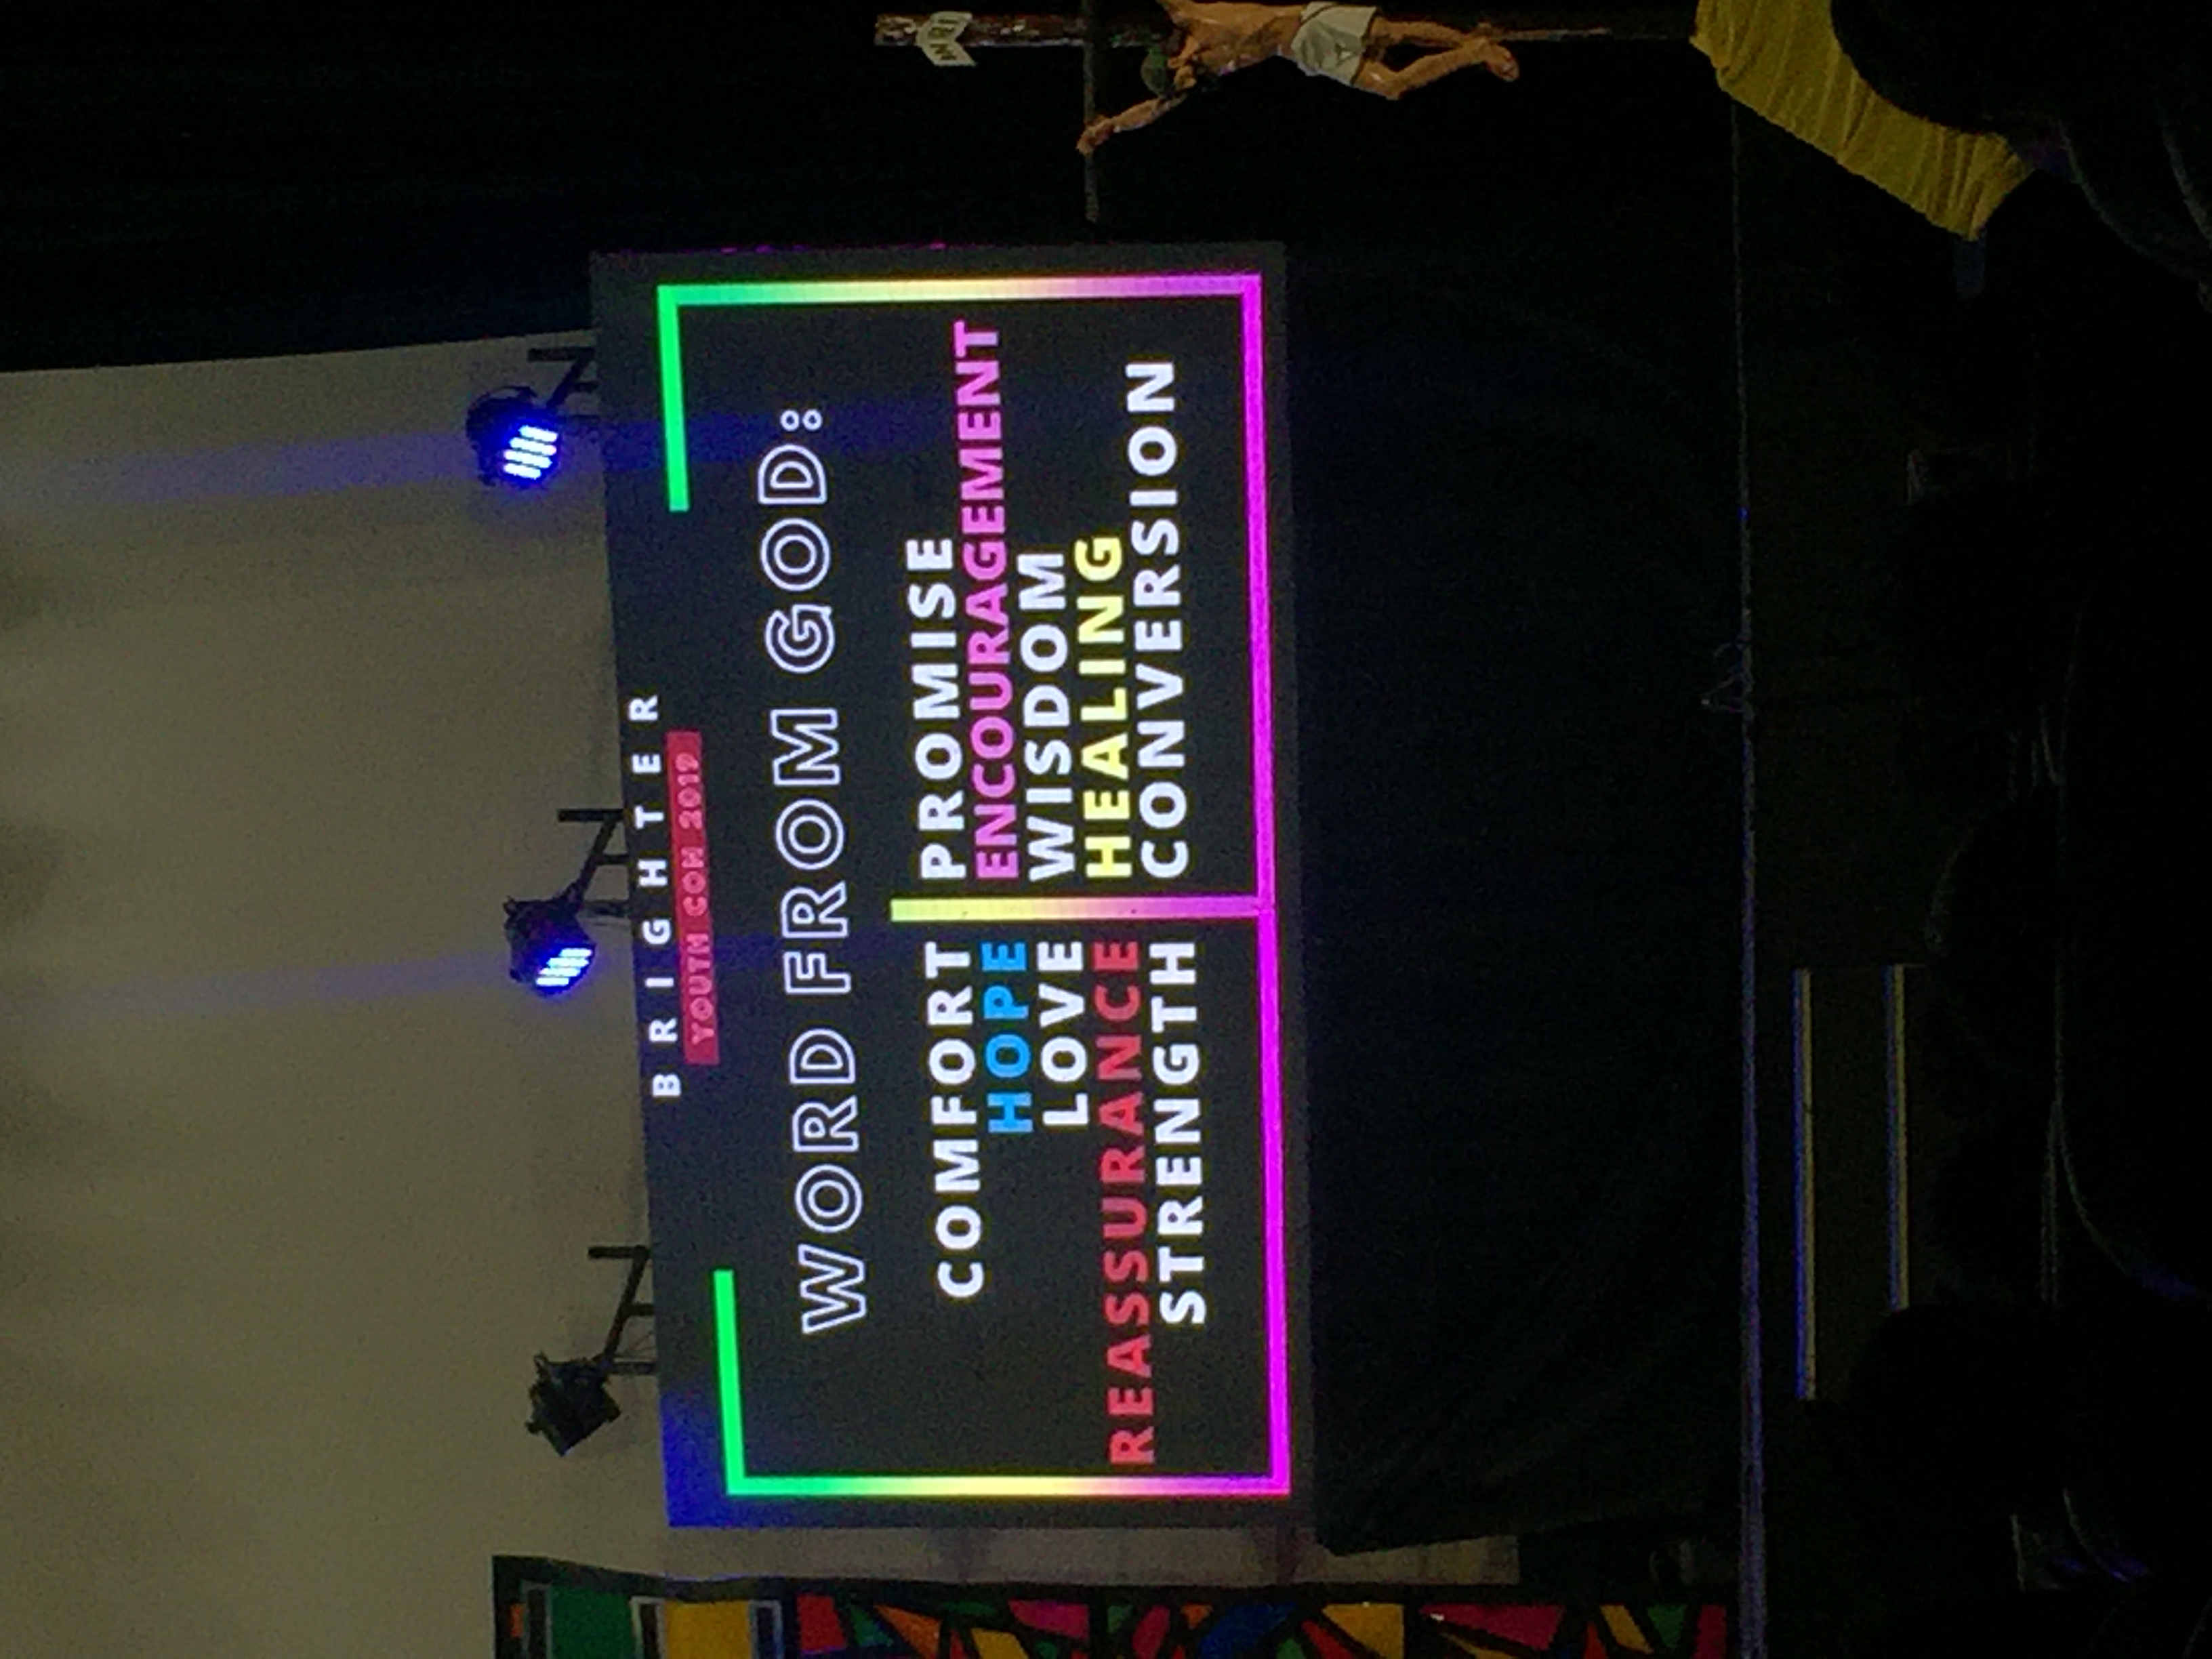 BRIGHTER
YOUTH CON 2019
WORD FROM GOD:
COMFORT
HOPE
LOVE
REASSURANCE
STRENGTH
PROMISE
ENCOURAGEMENT
WISDOM
HEALING
CONVERSION
INRI